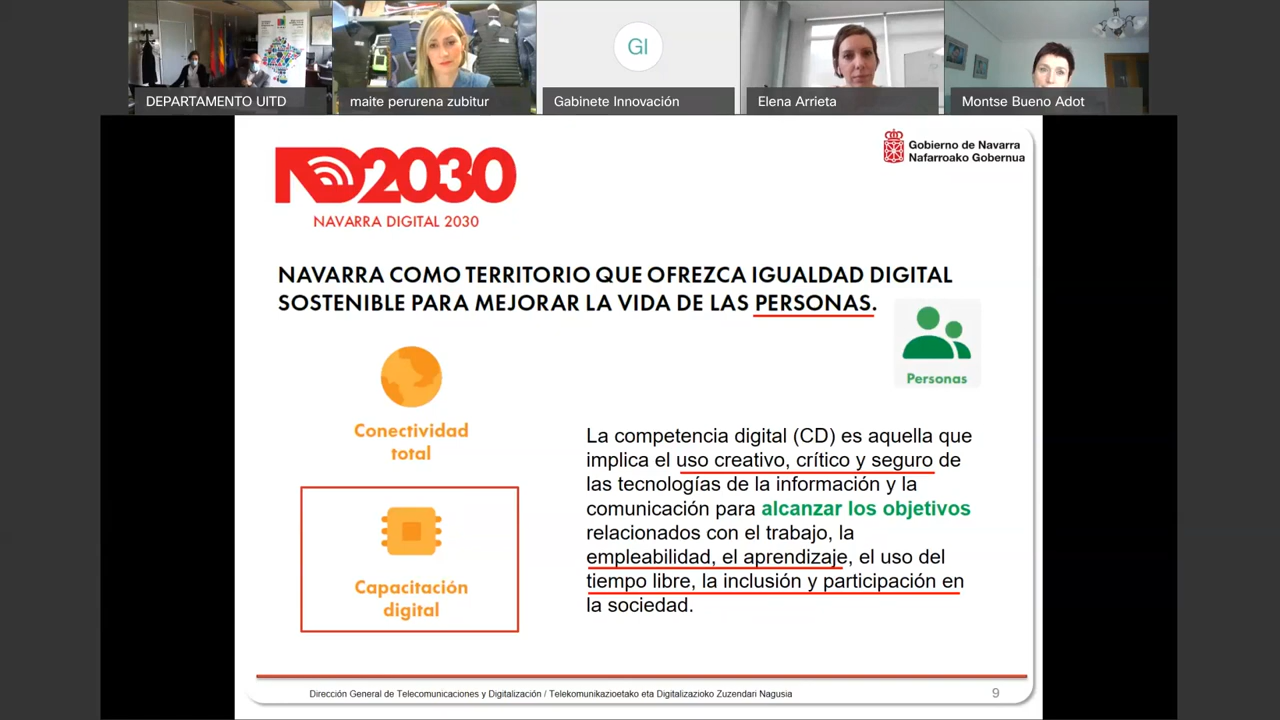 DEPARTAMENTO UITD
maite perurena zubitur
GI
Gabinete Innovación
Elena Arrieta
Montse Bueno Adot
ND2030
NAVARRA DIGITAL 2030
Gobierno de Navarra
Nafarroako Gobernua
NAVARRA COMO TERRITORIO QUE OFREZCA IGUALDAD DIGITAL
SOSTENIBLE PARA MEJORAR LA VIDA DE LAS PERSONAS.
Personas
Conectividad
total
Capacitación
digital
La competencia digital (CD) es aquella que
implica el uso creativo, crítico y seguro de
las tecnologías de la información y la
comunicación para alcanzar los objetivos
relacionados con el trabajo, la
empleabilidad, el aprendizaje, el uso del
tiempo libre, la inclusión y participación en
la sociedad.
Dirección General de Telecomunicaciones y Digitalización / Telekomunikazioetako eta Digitalizazioko Zuzendari Nagusia
9